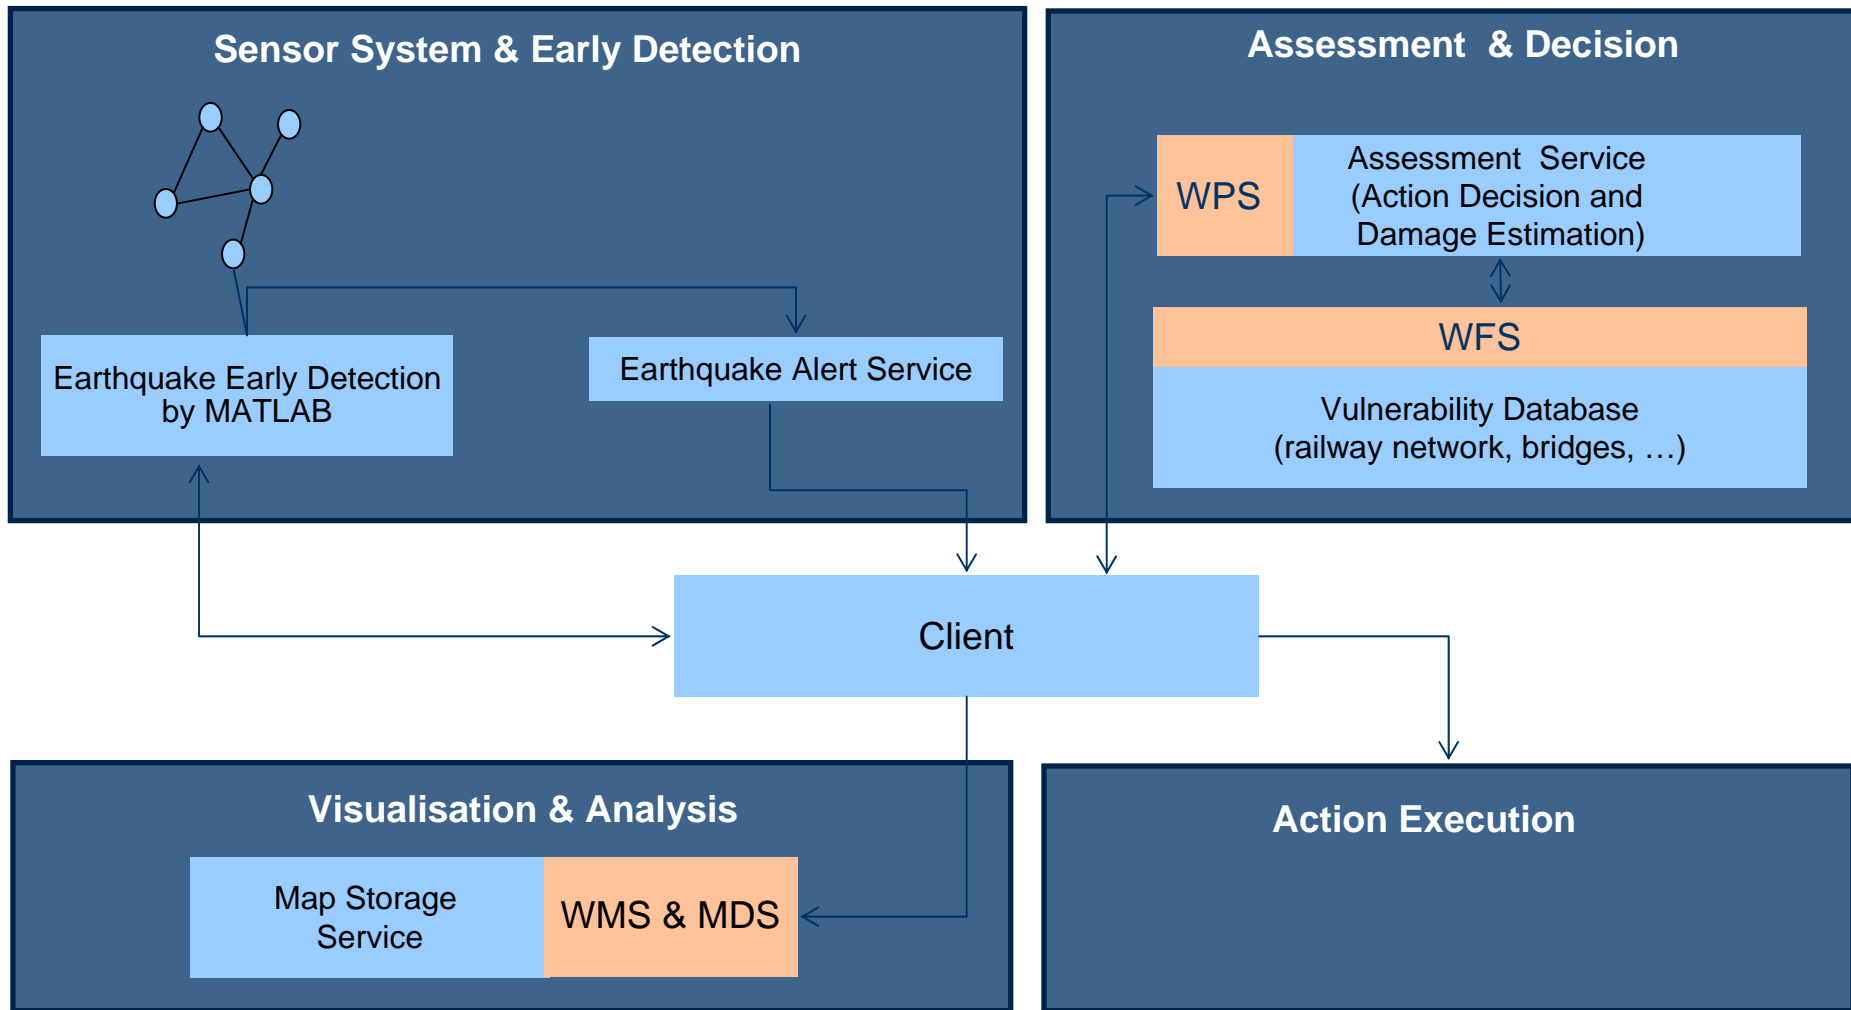 Sensor System & Early Detection
Earthquake Early Detection
by MATLAB
Earthquake Alert Service
Assessment & Decision
WPS
Assessment Service
(Action Decision and
Damage Estimation)
WFS
Vulnerability Database
(railway network, bridges, …)
Client
Visualisation & Analysis
Map Storage
Service
WMS & MDS
Action Execution